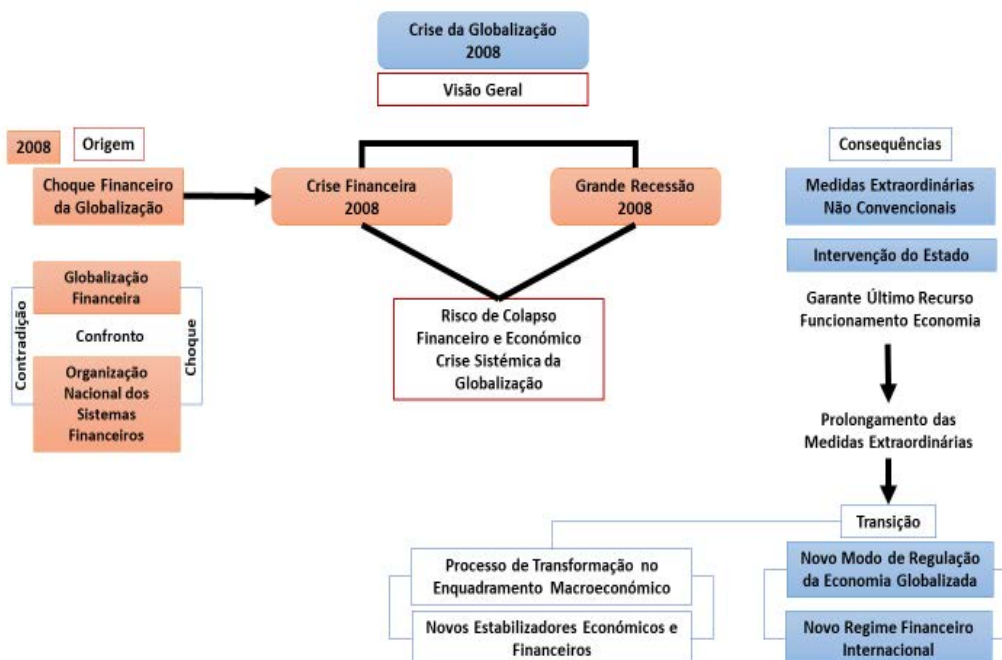 Crise da Globalização
2008
Visão Geral
2008
Origem
Choque Financeiro
da Globalização
Crise Financeira
2008
Grande Recessão
2008
Globalização
Financeira
Contradição
Confronto
Choque
Organização
Nacional dos
Sistemas
Financeiros
Risco de Colapso
Financeiro e Económico
Crise Sistémica da
Globalização
Consequências
Medidas Extraordinárias
Não Convencionais
Intervenção do Estado
Garante Último Recurso
Funcionamento Economia
Prolongamento das
Medidas Extraordinárias
Transição
Processo de Transformação no
Enquadramento Macroeconómico
Novos Estabilizadores Económicos e
Financeiros
Novo Modo de Regulação
da Economia Globalizada
Novo Regime Financeiro
Internacional